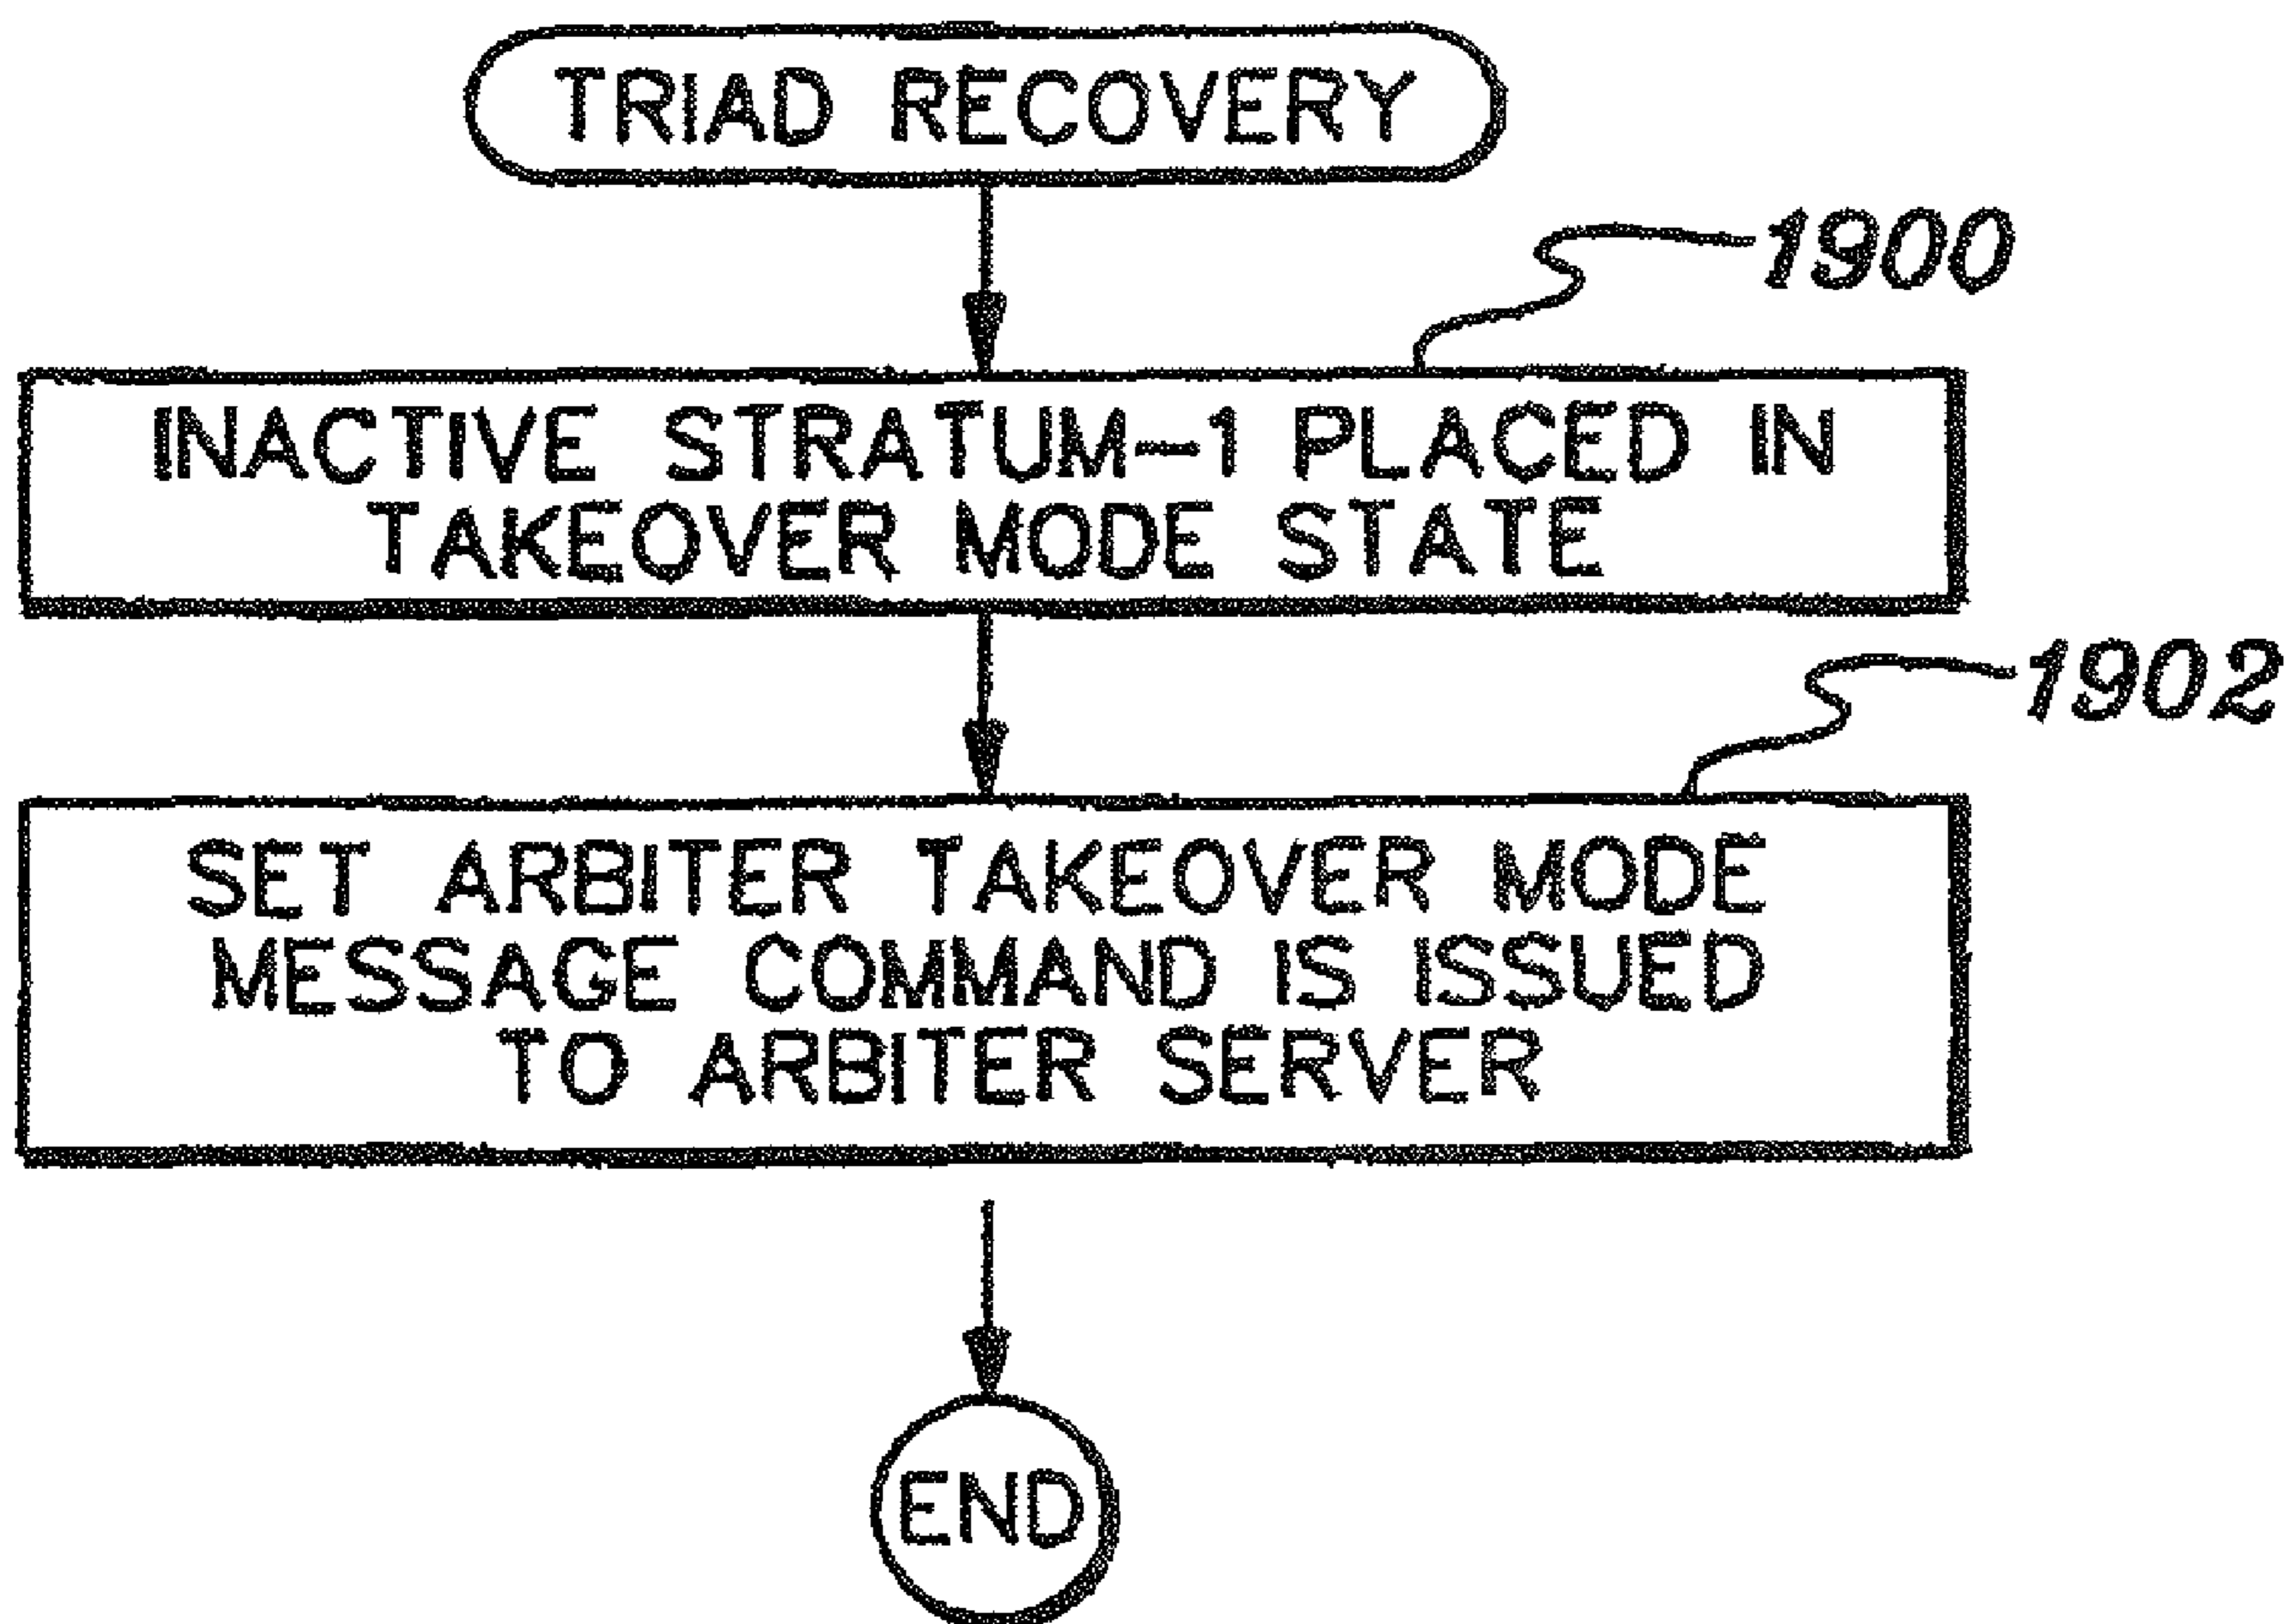 TRIAD RECOVERY
1900
INACTIVE STRATUM-1 PLACED IN
TAKEOVER MODE STATE
1902
SET ARBITER TAKEOVER MODE
MESSAGE COMMAND IS ISSUED
TO ARBITER SERVER
END